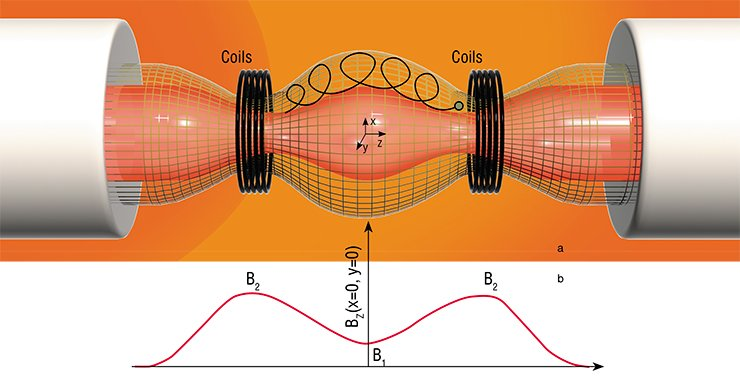 Coils
Coils
x
z
y
a
b
B2
B2
Bz(x=0, y=0)
B1